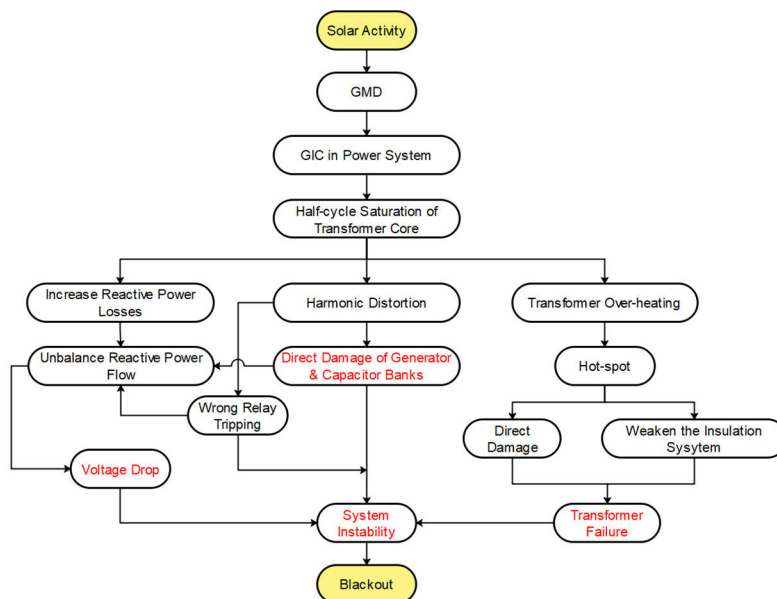 Solar Activity
GMD
GIC in Power System
Half-cycle Saturation of
Transformer Core
Increase Reactive Power
Losses
Harmonic Distortion
Transformer Over-heating
Unbalance Reactive Power
Flow
Direct Damage of Generator
& Capacitor Banks
Hot-spot
Wrong Relay
Tripping
Direct
Damage
Weaken the Insulation
Sysytem
Voltage Drop
System
Instability
Transformer
Failure
Blackout